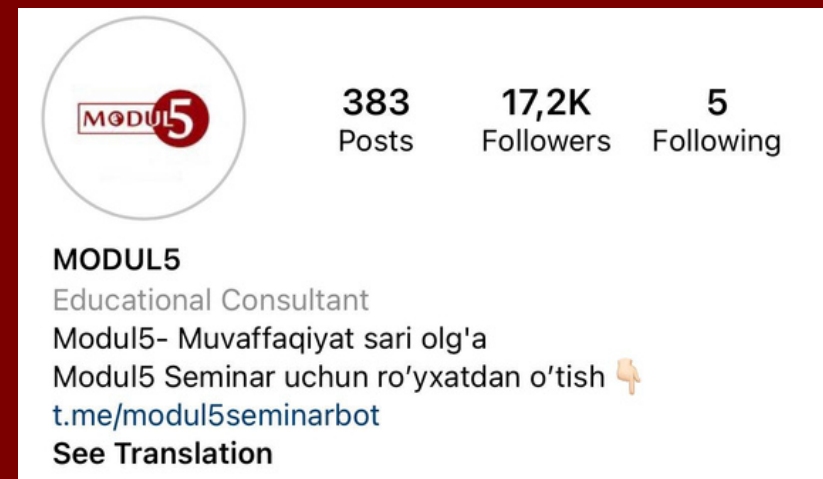 MODUL5
383 17,2K 5
Posts Followers Following
MODUL5
Educational Consultant
Modul5- Muvaffaqiyat sari olg'a
Modul5 Seminar uchun ro’yxatdan o’tish 👇🏻
t.me/modul5seminarbot
See Translation